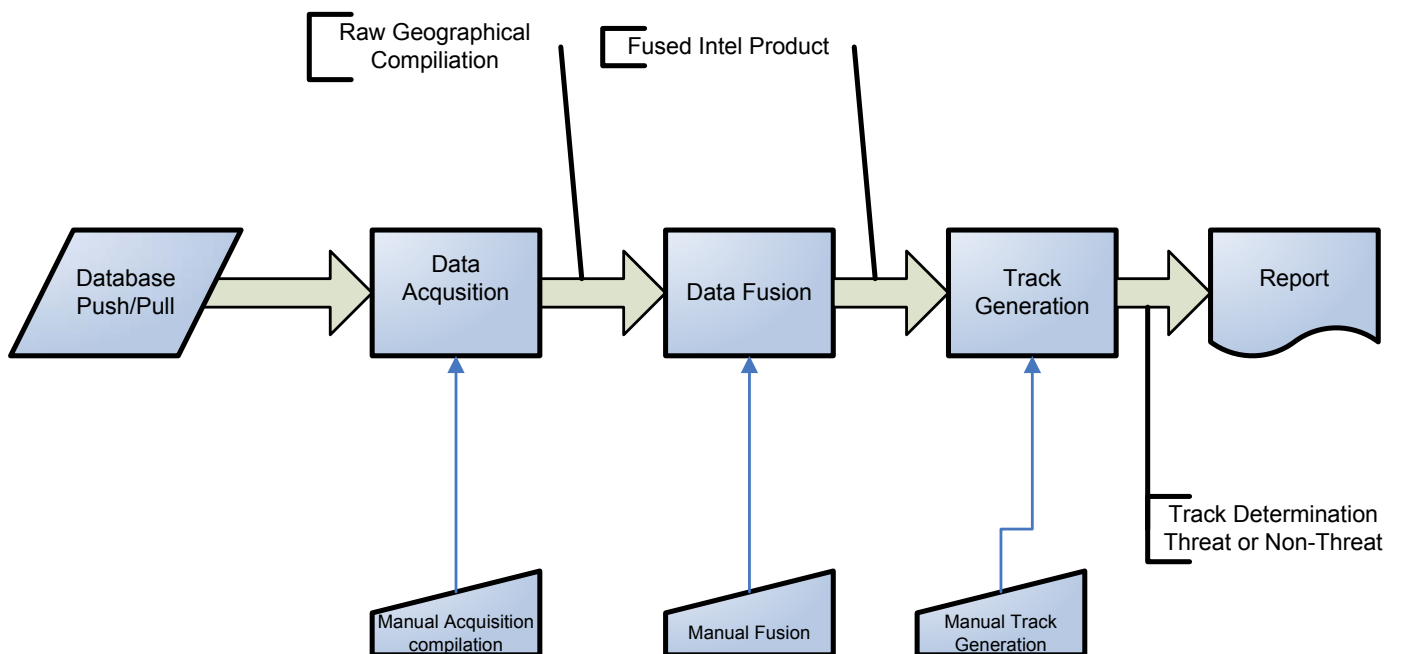 Raw Geographical
Compiliation
Fused Intel Product
Database
Push/Pull
Data
Acqusition
Data Fusion
Track
Generation
Report
Track Determination
Threat or Non-Threat
Manual Acquisition
compilation
Manual Fusion
Manual Track
Generation